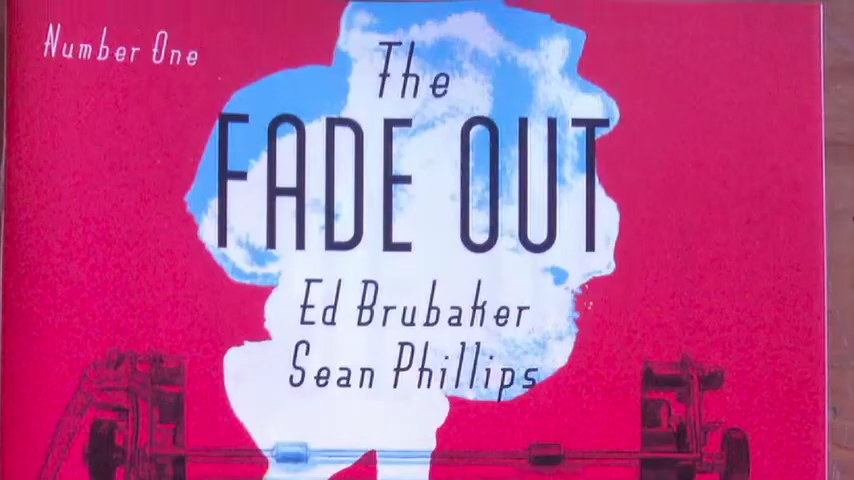 Number One
The
FADE OUT
Ed Brubaker
Sean Phillips